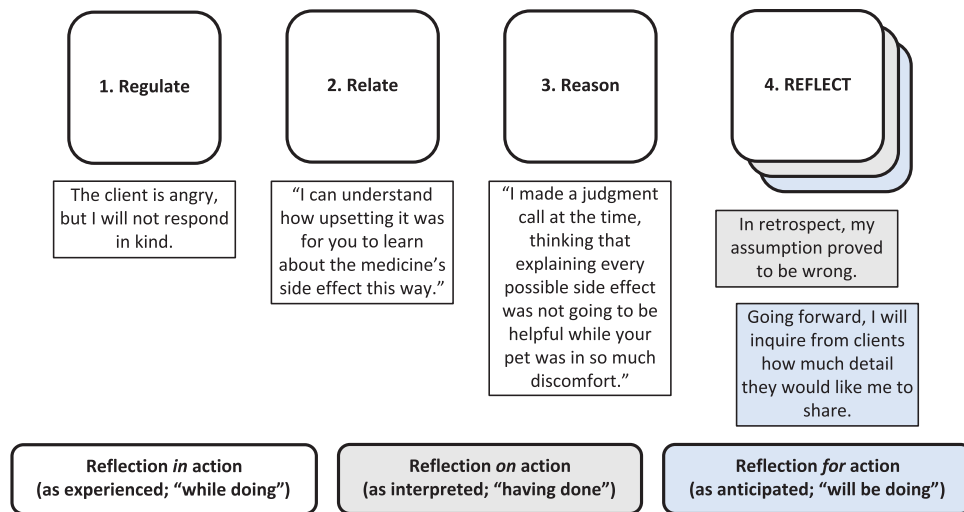 1. Regulate
2. Relate
3. Reason
4. REFLECT
The client is angry,
but I will not respond
in kind.
“I can understand
how upsetting it was
for you to learn
about the medicine’s
side effect this way.”
“I made a judgment
call at the time,
thinking that
explaining every
possible side effect
was not going to be
helpful while your
pet was in so much
discomfort.”
In retrospect, my
assumption proved
to be wrong.
Going forward, I will
inquire from clients
how much detail
they would like me to
share.
Reflection in action
(as experienced; “while doing”)
Reflection on action
(as interpreted; “having done”)
Reflection for action
(as anticipated; “will be doing”)